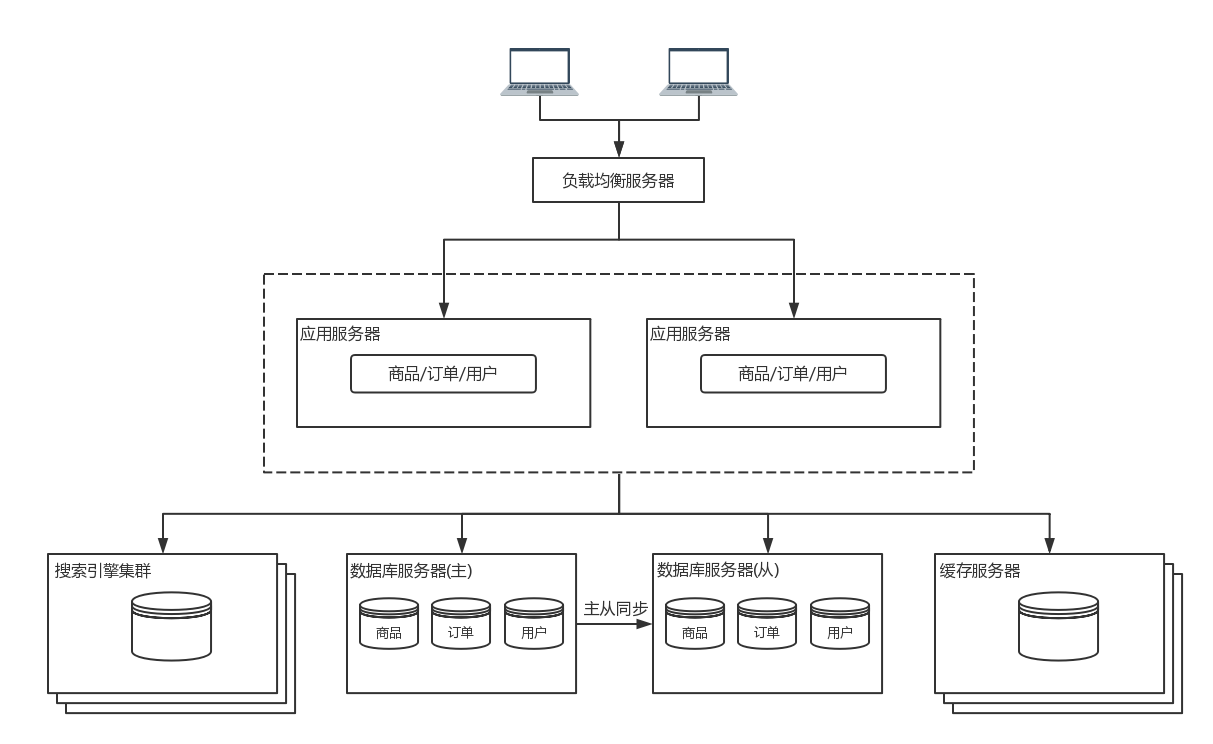 负载均衡服务器
应用服务器
商品/订单/用户
应用服务器
商品/订单/用户
搜索引擎集群
数据库服务器(主)
商品
订单
用户
主从同步
数据库服务器(从)
商品
订单
用户
缓存服务器